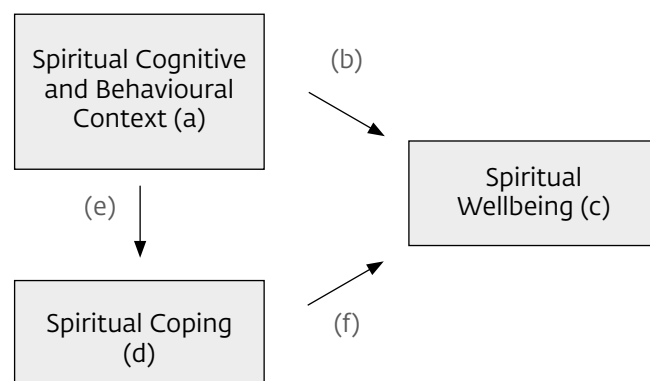 Spiritual Cognitive
and Behavioural
Context (a)
(b)
Spiritual
Wellbeing (c)
(e)
Spiritual Coping
(d)
(f)